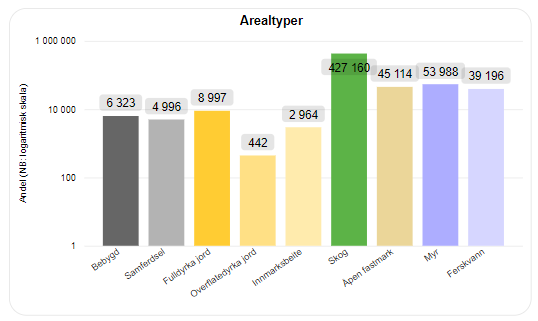 Arealtyper
Andel (NB: logaritmisk skala)
1 000 000
10 000
100
1
6 323
4 996
8 997
442
2 964
427 160
45 114
53 988
39 196
Bebygd
Samferdsel
Fulldyrka jord
Overflatedyrka jord
Innmarksbeite
Skog
Åpen fastmark
Myr
Ferskvann